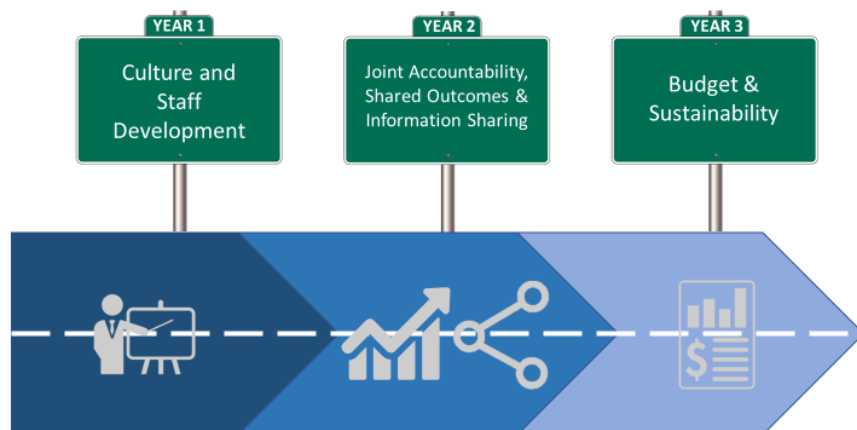 YEAR 1
Culture and
Staff
Development
YEAR 2
Joint Accountability,
Shared Outcomes &
Information Sharing
YEAR 3
Budget &
Sustainability
$